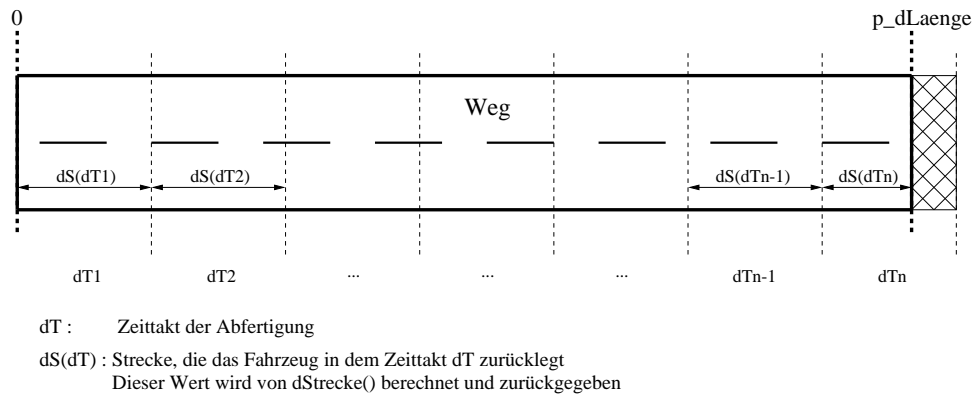 0 p_dLaenge
Weg
dS(dT1) dS(dT2) dS(dTn-1) dS(dTn)
dT1 dT2 ... ... ... dTn-1 dTn
dT : Zeittakt der Abfertigung
dS(dT) : Strecke, die das Fahrzeug in dem Zeittakt dT zurücklegt
Dieser Wert wird von dStrecke() berechnet und zurückgegeben